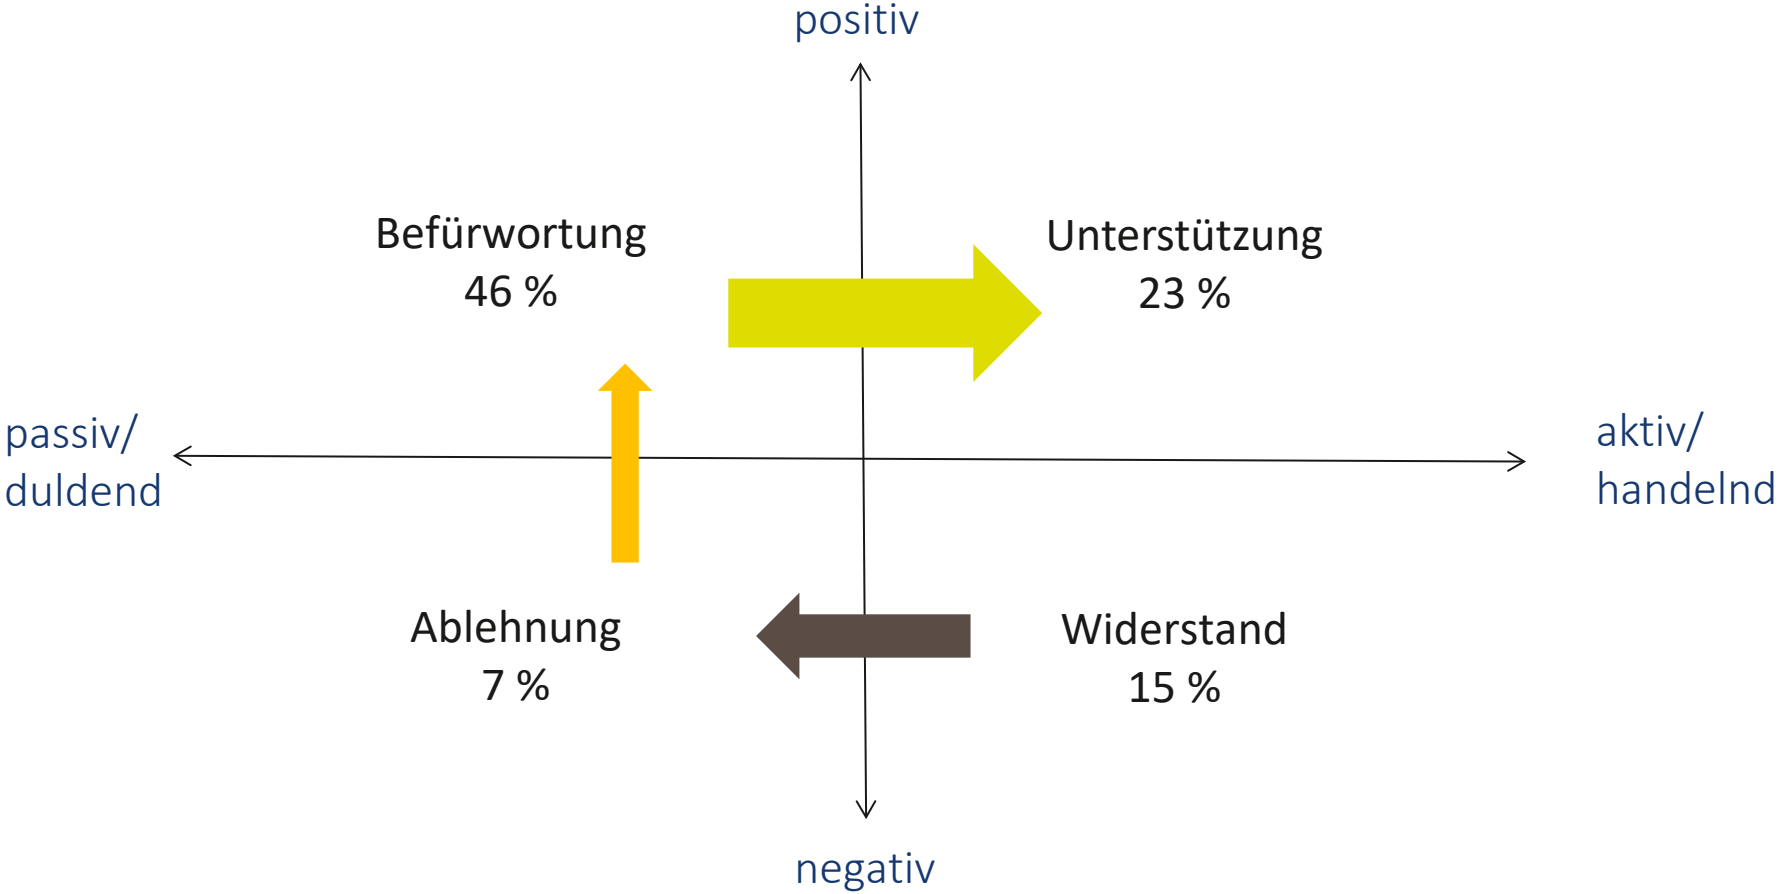 positiv
Befürwortung
46 %
Unterstützung
23 %
passiv/
duldend
aktiv/
handelnd
Ablehnung
7 %
Widerstand
15 %
negativ